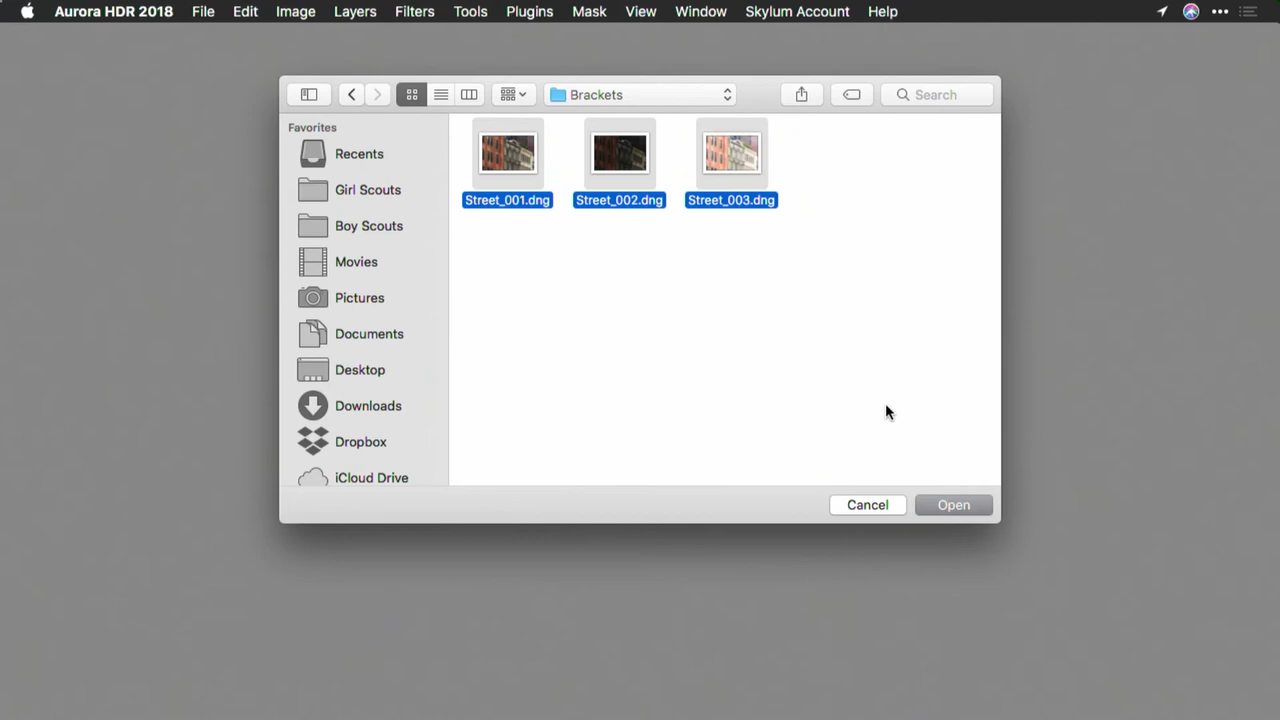 Aurora HDR 2018 File Edit Image Layers Filters Tools Plugins Mask View Window Skylum Account Help
Brackets
Search
Favorites
Recents
Girl Scouts
Boy Scouts
Movies
Pictures
Documents
Desktop
Downloads
Dropbox
iCloud Drive
Street_001.dng Street_002.dng Street_003.dng
Cancel Open